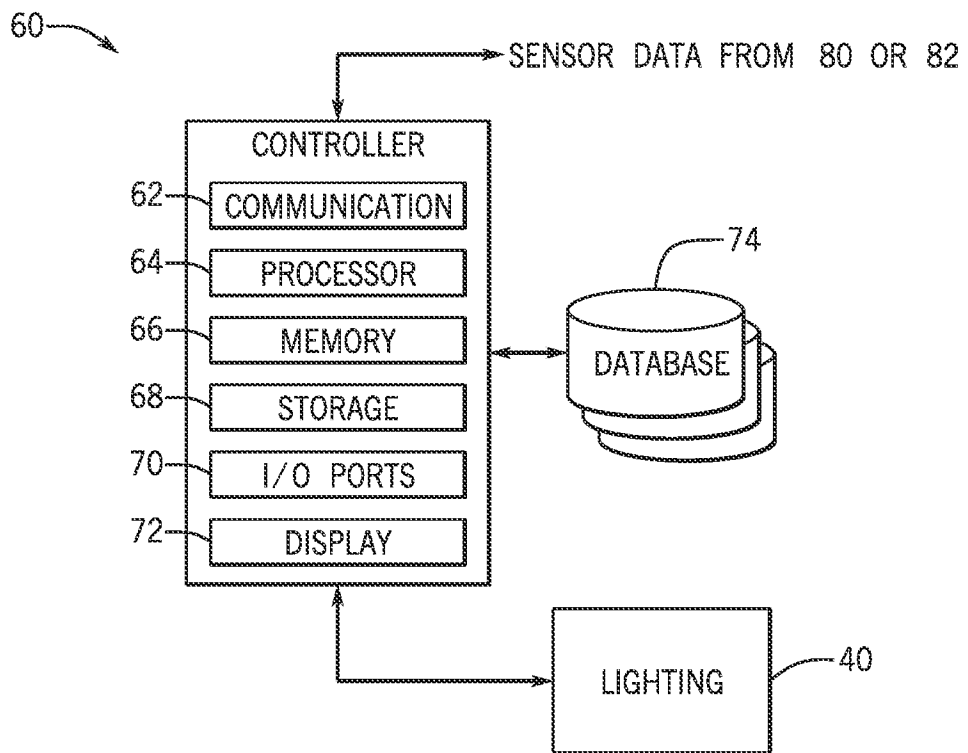 60
SENSOR DATA FROM 80 OR 82
CONTROLLER
62 COMMUNICATION
64 PROCESSOR
66 MEMORY
68 STORAGE
70 I/O PORTS
72 DISPLAY
74
DATABASE
LIGHTING
40